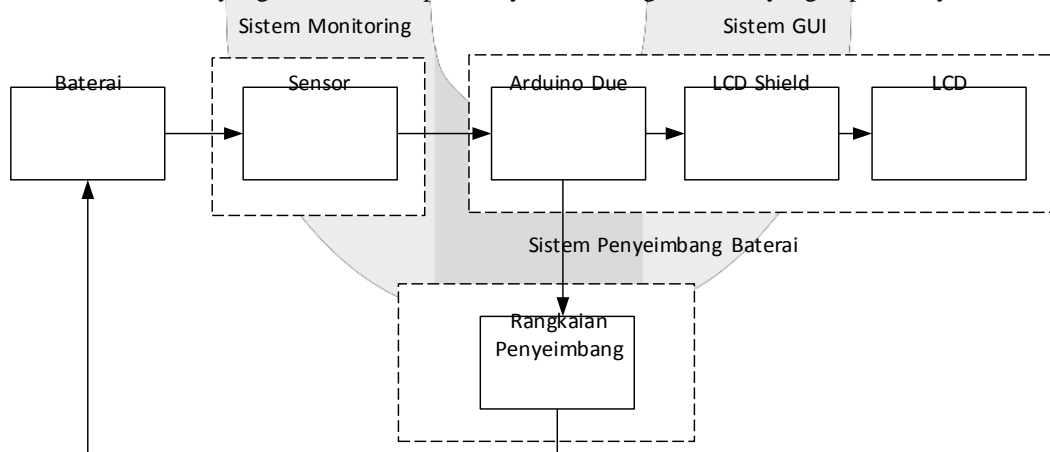 Sistem Monitoring
Sistem GUI
Baterai
Sensor
Arduino Due
LCD Shield
LCD
Sistem Penyeimbang Baterai
Rangkaian
Penyeimbang